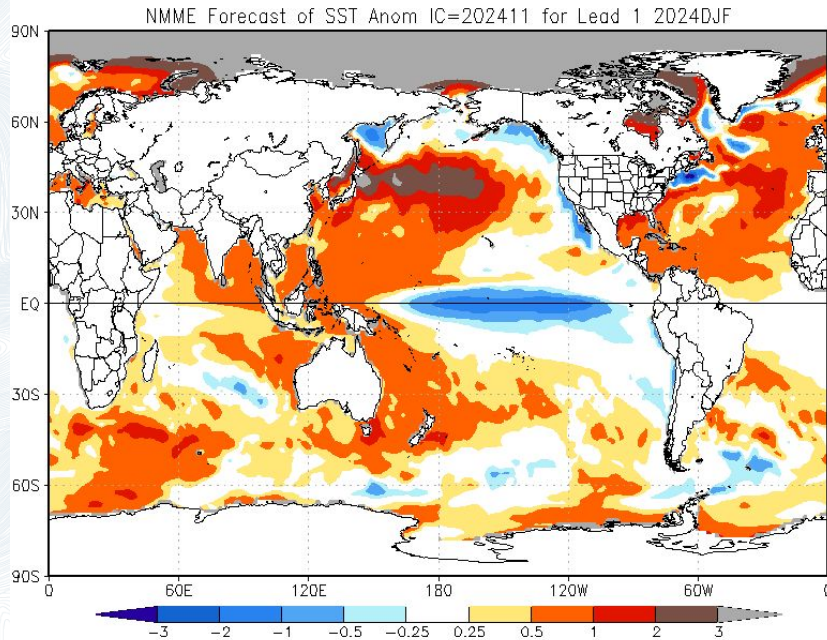 NMME Forecast of SST Anom IC=202411 for Lead 1 2024DJF
90N
60N
30N
EQ
30S
60S
90S
0 60E 120E 180 120W 60W 0
-3 -2 -1 -0.5 -0.25 0.25 0.5 1 2 3